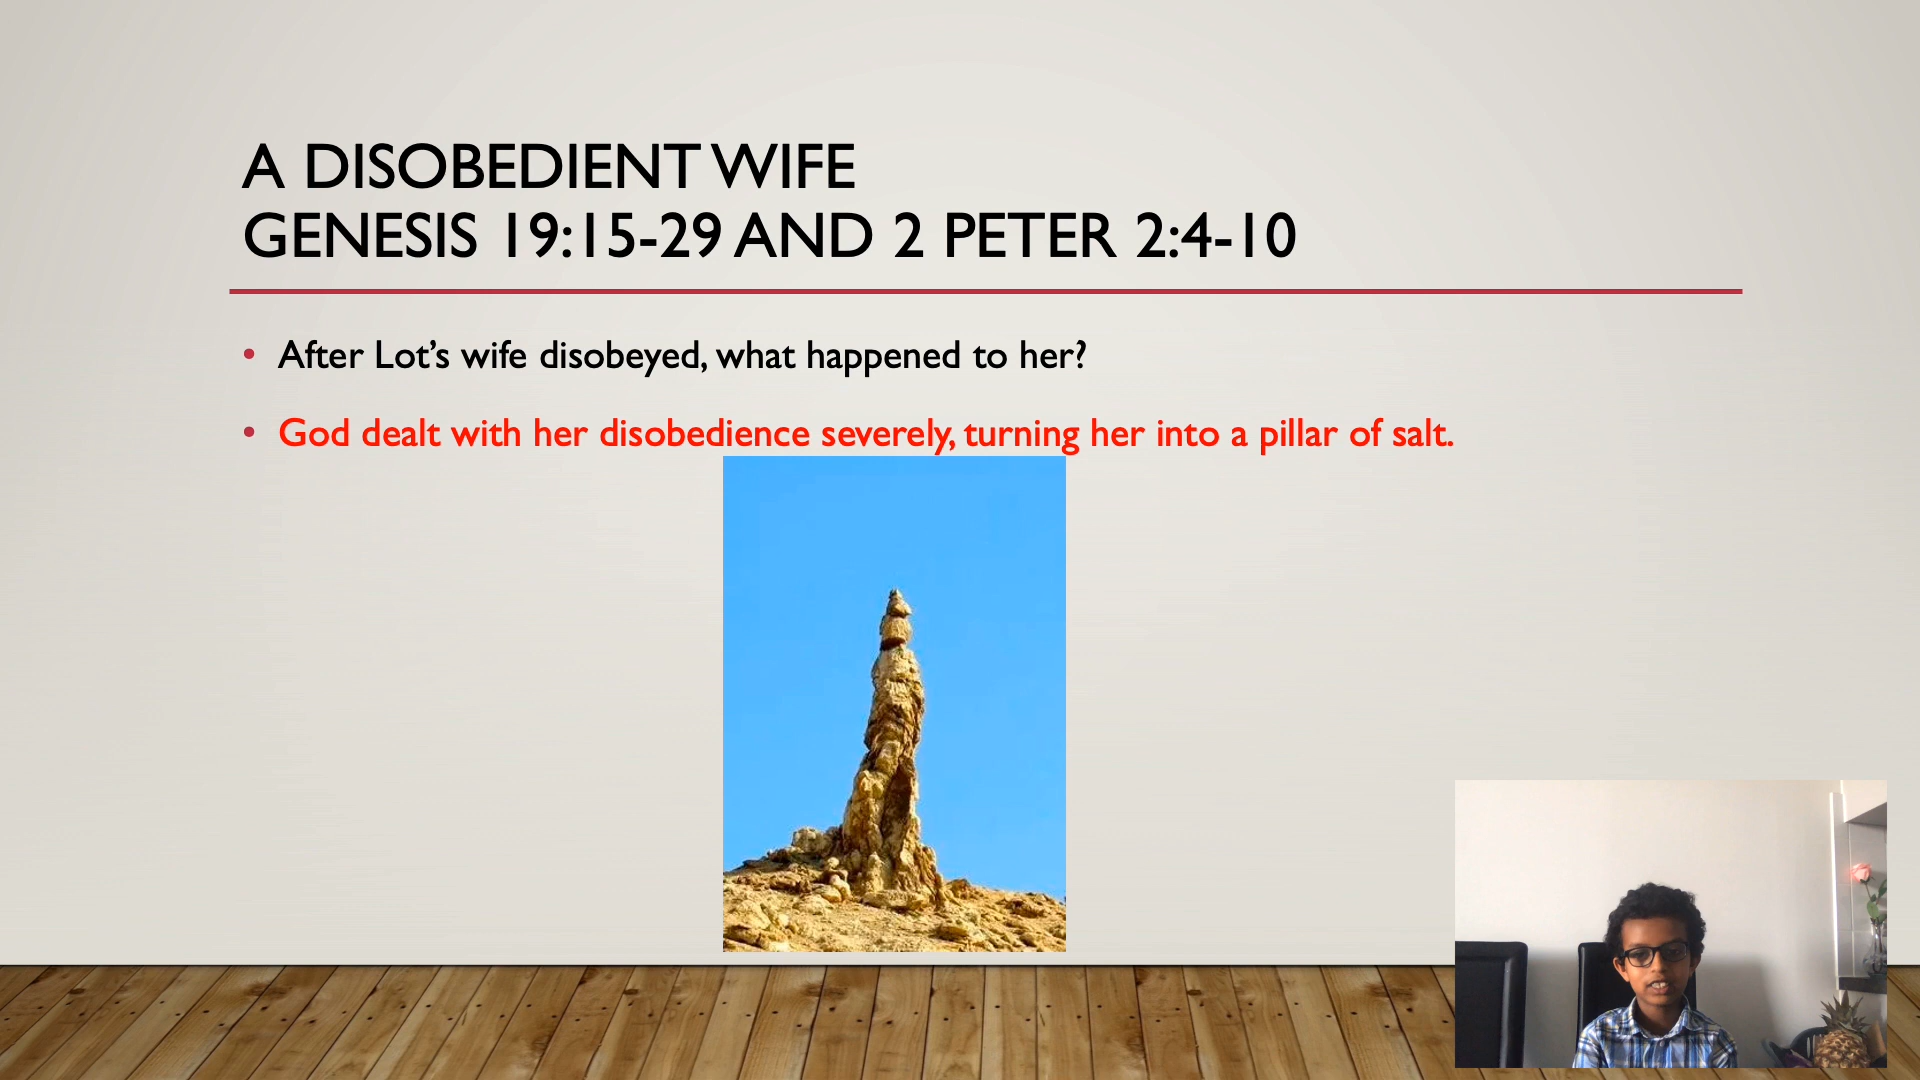 A DISOBEDIENT WIFE
GENESIS 19:15-29 AND 2 PETER 2:4-10
• After Lot’s wife disobeyed, what happened to her?
• God dealt with her disobedience severely, turning her into a pillar of salt.